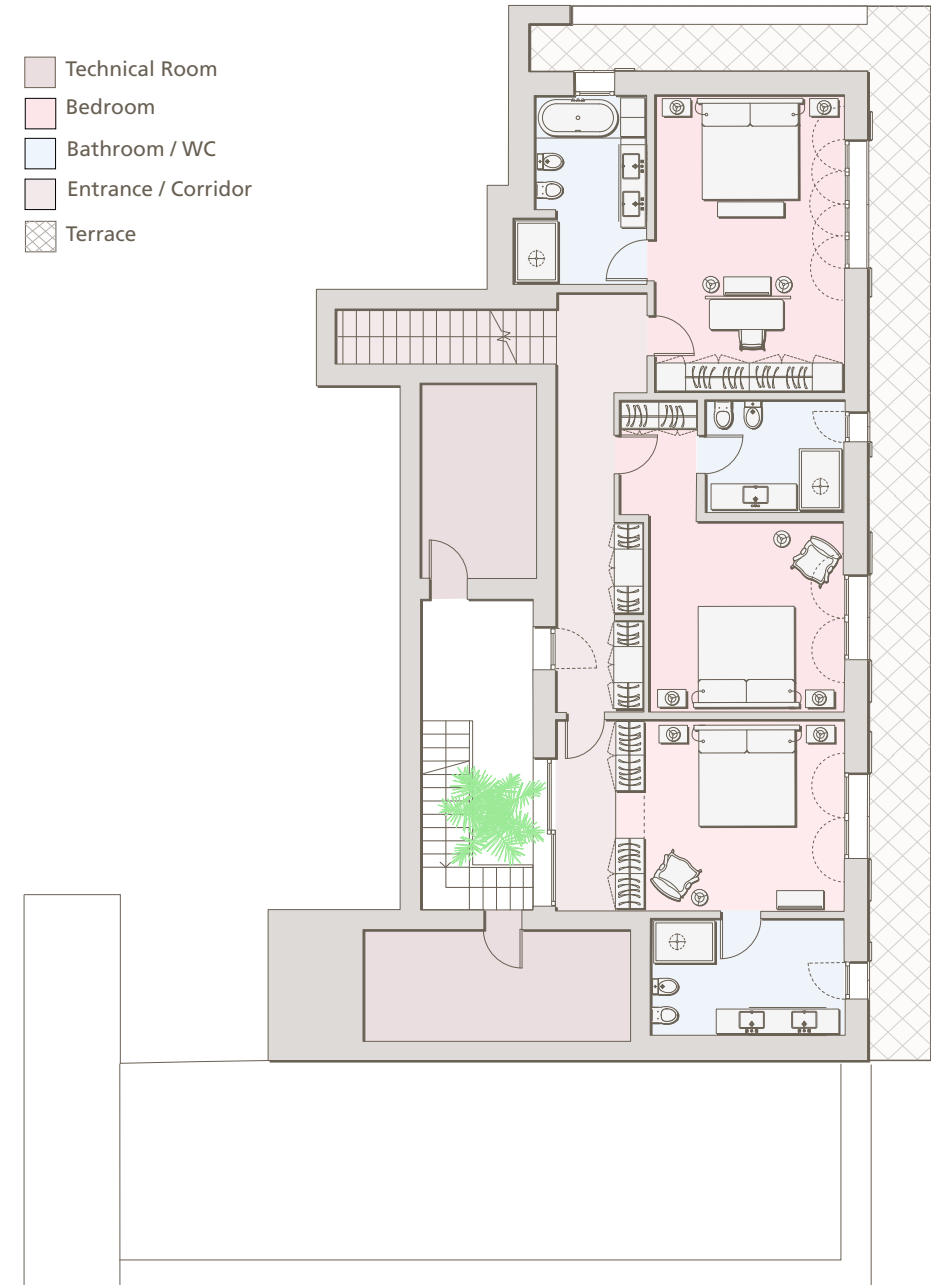 Technical Room
Bedroom
Bathroom / WC
Entrance / Corridor
Terrace